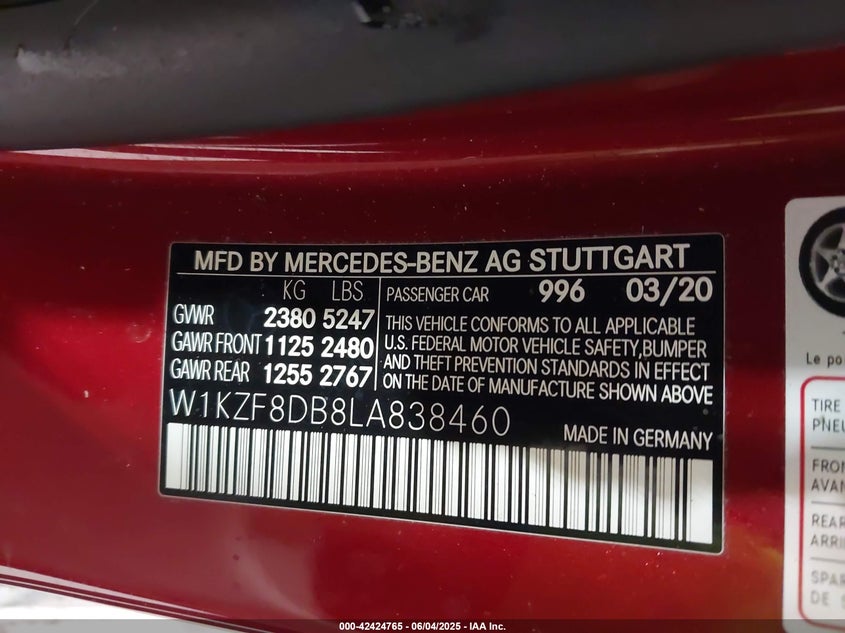 MFD BY MERCEDES-BENZ AG STUTTGART
KG LBS
GVWR 2380 5247
GAWR FRONT 1125 2480
GAWR REAR 1255 2767
PASSENGER CAR 996 03/20
THIS VEHICLE CONFORMS TO ALL APPLICABLE
U.S. FEDERAL MOTOR VEHICLE SAFETY,BUMPER
AND THEFT PREVENTION STANDARDS IN EFFECT
ON THE DATE OF MANUFACTURE SHOWN ABOVE
W1KZF8DB8LA838460
MADE IN GERMANY
Le po
TIRE
PNEU
FRON
AVAN
REAR
ARRI
SPAR
DE
000-42424765 - 06/04/2025 - IAA Inc.